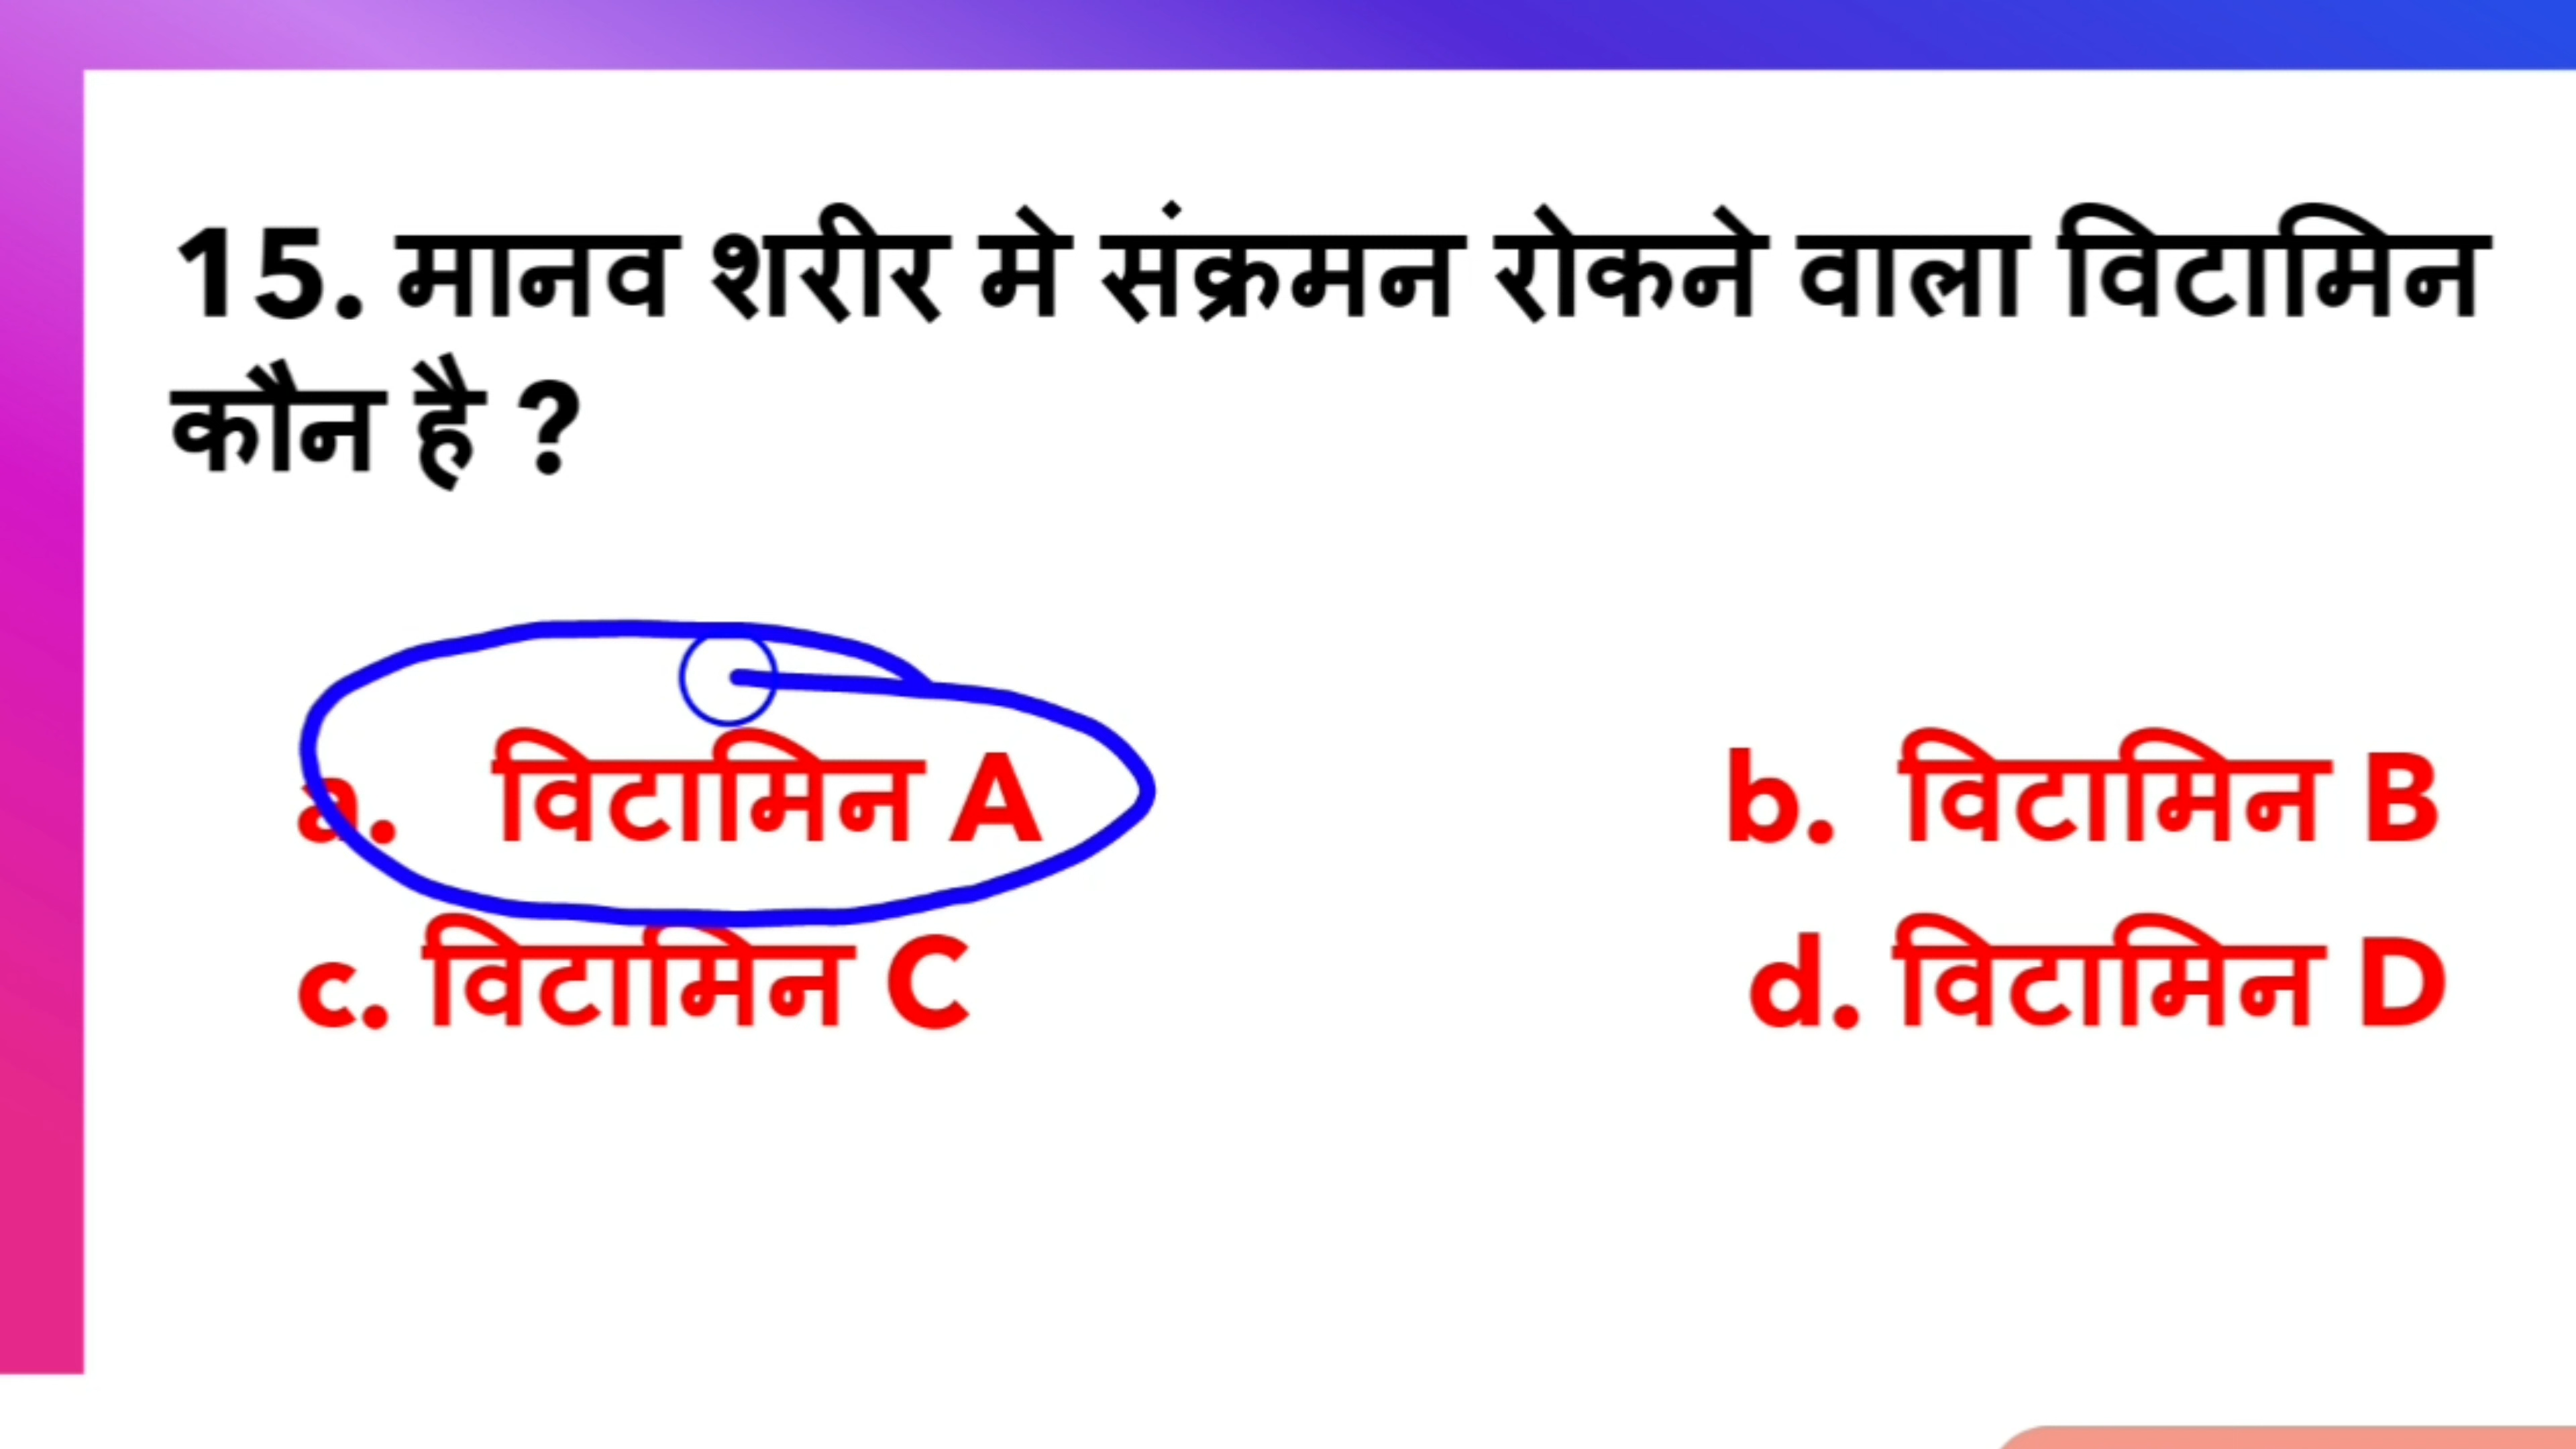 15. मानव शरीर मे संक्रमन रोकने वाला विटामिन
कौन है ?
a. विटामिन A
b. विटामिन B
c. विटामिन C
d. विटामिन D